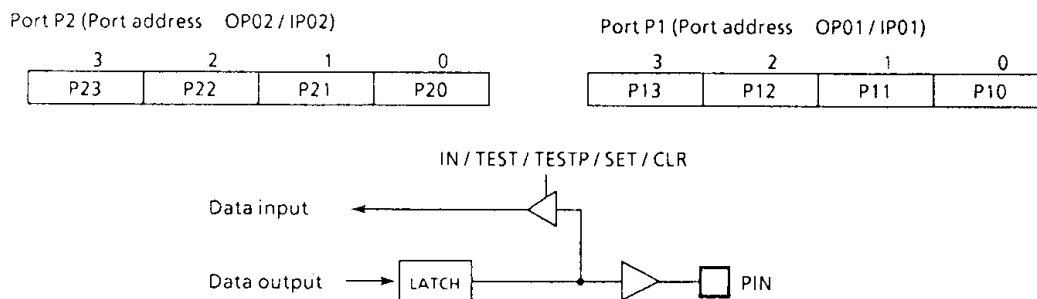 Port P2 (Port address OP02 / IP02)
3 2 1 0
P23 P22 P21 P20
Port P1 (Port address OP01 / IP01)
3 2 1 0
P13 P12 P11 P10
IN / TEST / TESTP / SET / CLR
Data input
Data output
LATCH
PIN